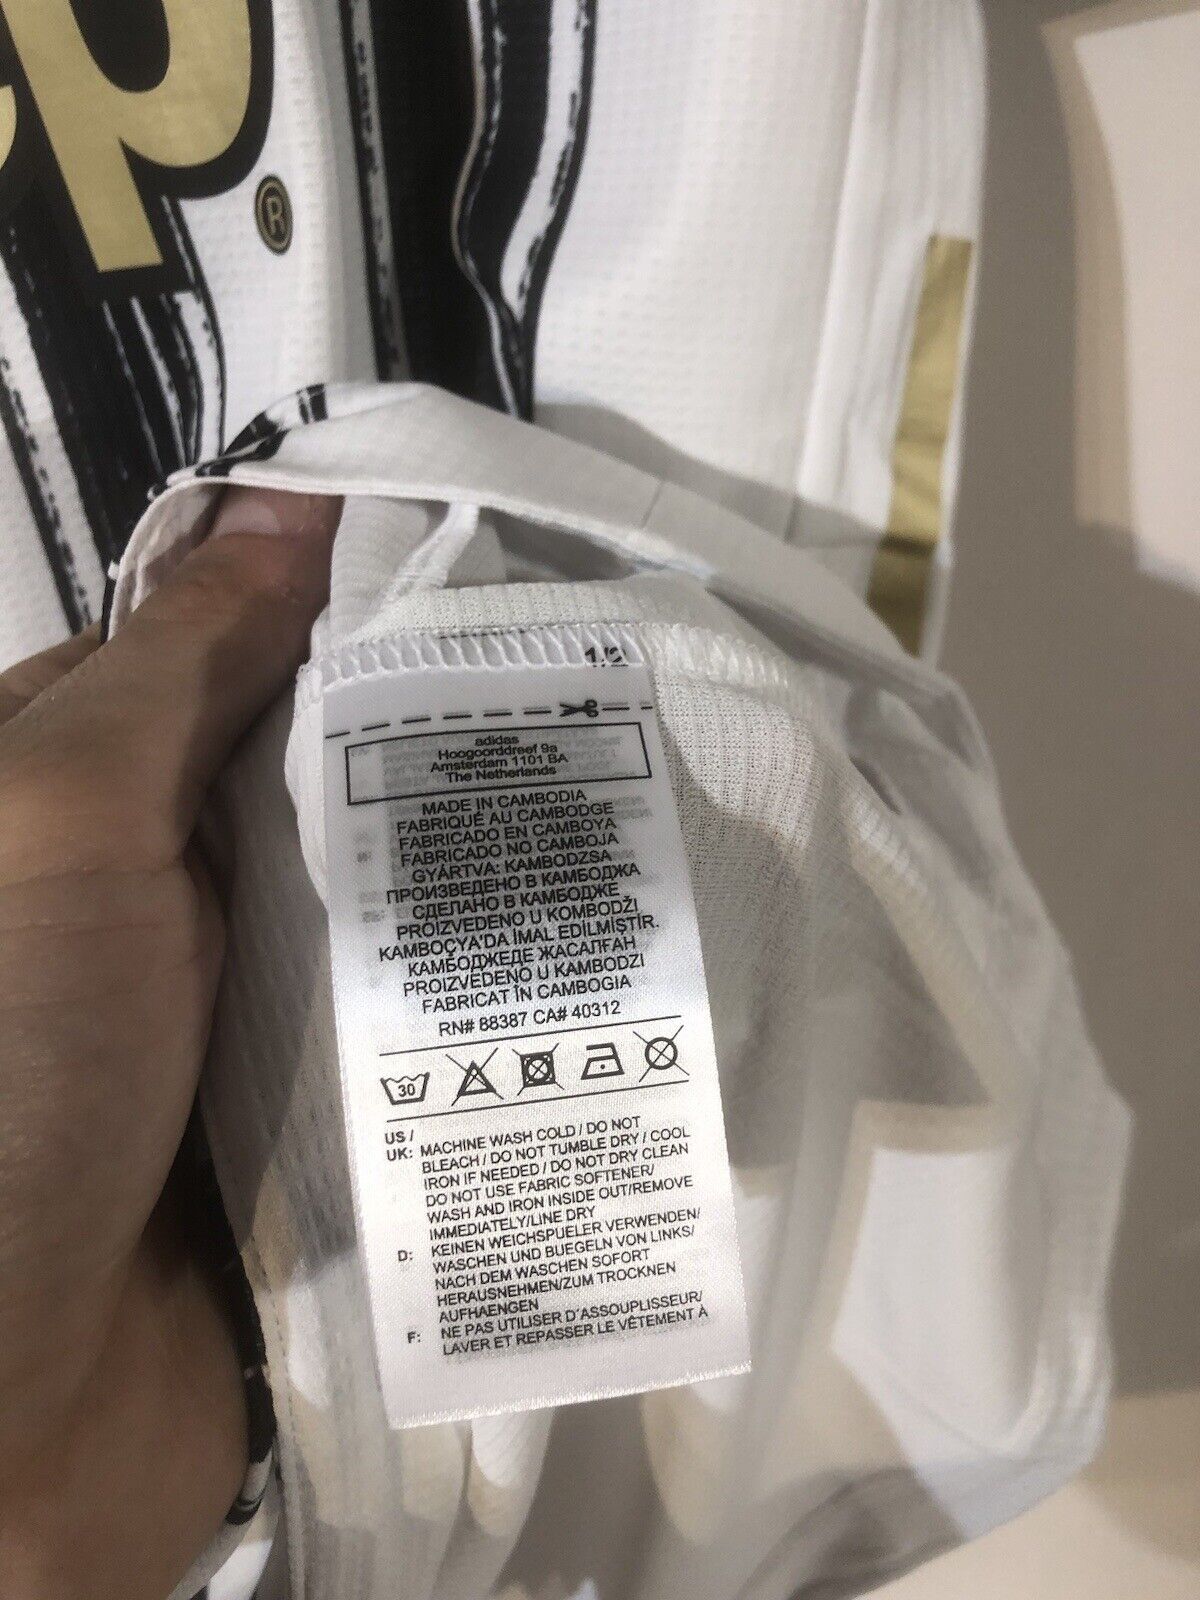 ep
®
1/2
adidas
Hoogoorddreef 9a
Amsterdam 1101 BA
The Netherlands
MADE IN CAMBODIA
FABRIQUÉ AU CAMBODGE
FABRICADO EN CAMBOYA
FABRICADO NO CAMBOJA
GYÁRTVA: KAMBODZSA
ПРОИЗВЕДЕНО В КАМБОДЖА
СДЕЛАНО В КАМБОДЖЕ
PROIZVEDENO U KOMBODŽI
KAMBOÇYA'DA İMAL EDİLMİŞTİR.
КАМБОДЖЕДЕ ЖАСАЛҒАН
PROIZVEDENO U KAMBODZI
FABRICAT ÎN CAMBOGIA
RN# 88387 CA# 40312
30
US /
UK: MACHINE WASH COLD / DO NOT
BLEACH / DO NOT TUMBLE DRY / COOL
IRON IF NEEDED / DO NOT DRY CLEAN
DO NOT USE FABRIC SOFTENER/
WASH AND IRON INSIDE OUT/REMOVE
IMMEDIATELY/LINE DRY
D: KEINEN WEICHSPUELER VERWENDEN/
WASCHEN UND BUEGELN VON LINKS/
NACH DEM WASCHEN SOFORT
HERAUSNEHMEN/ZUM TROCKNEN
AUFHAENGEN
F: NE PAS UTILISER D'ASSOUPLISSEUR/
LAVER ET REPASSER LE VÊTEMENT À